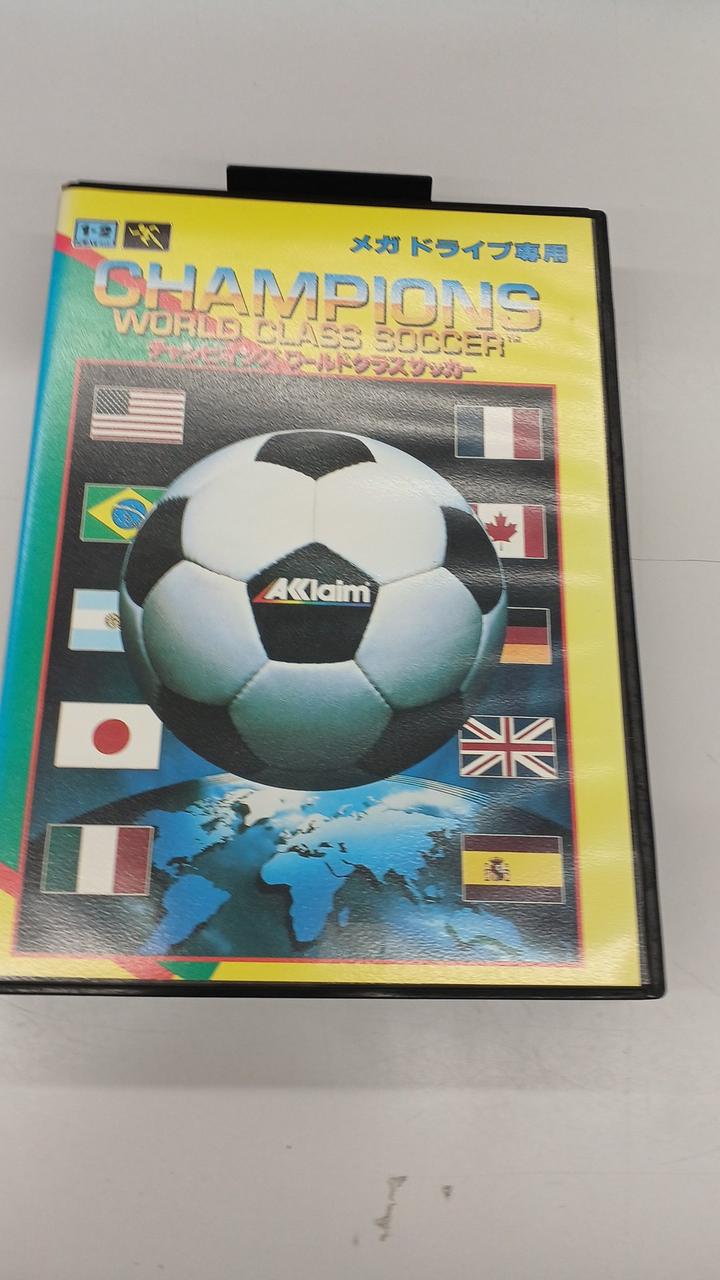 1・2
メガドライブ専用
CHAMPIONS
WORLD CLASS SOCCER™
チャンピオンズ ワールドクラスサッカー
AKKlaim